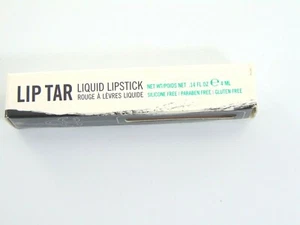 LIP TAR
LIQUID LIPSTICK
ROUGE À LÈVRES LIQUIDE
NET WT/POIDS NET .14 FL OZ ℮ 4 ML
SILICONE FREE / PARABEN FREE / GLUTEN FREE